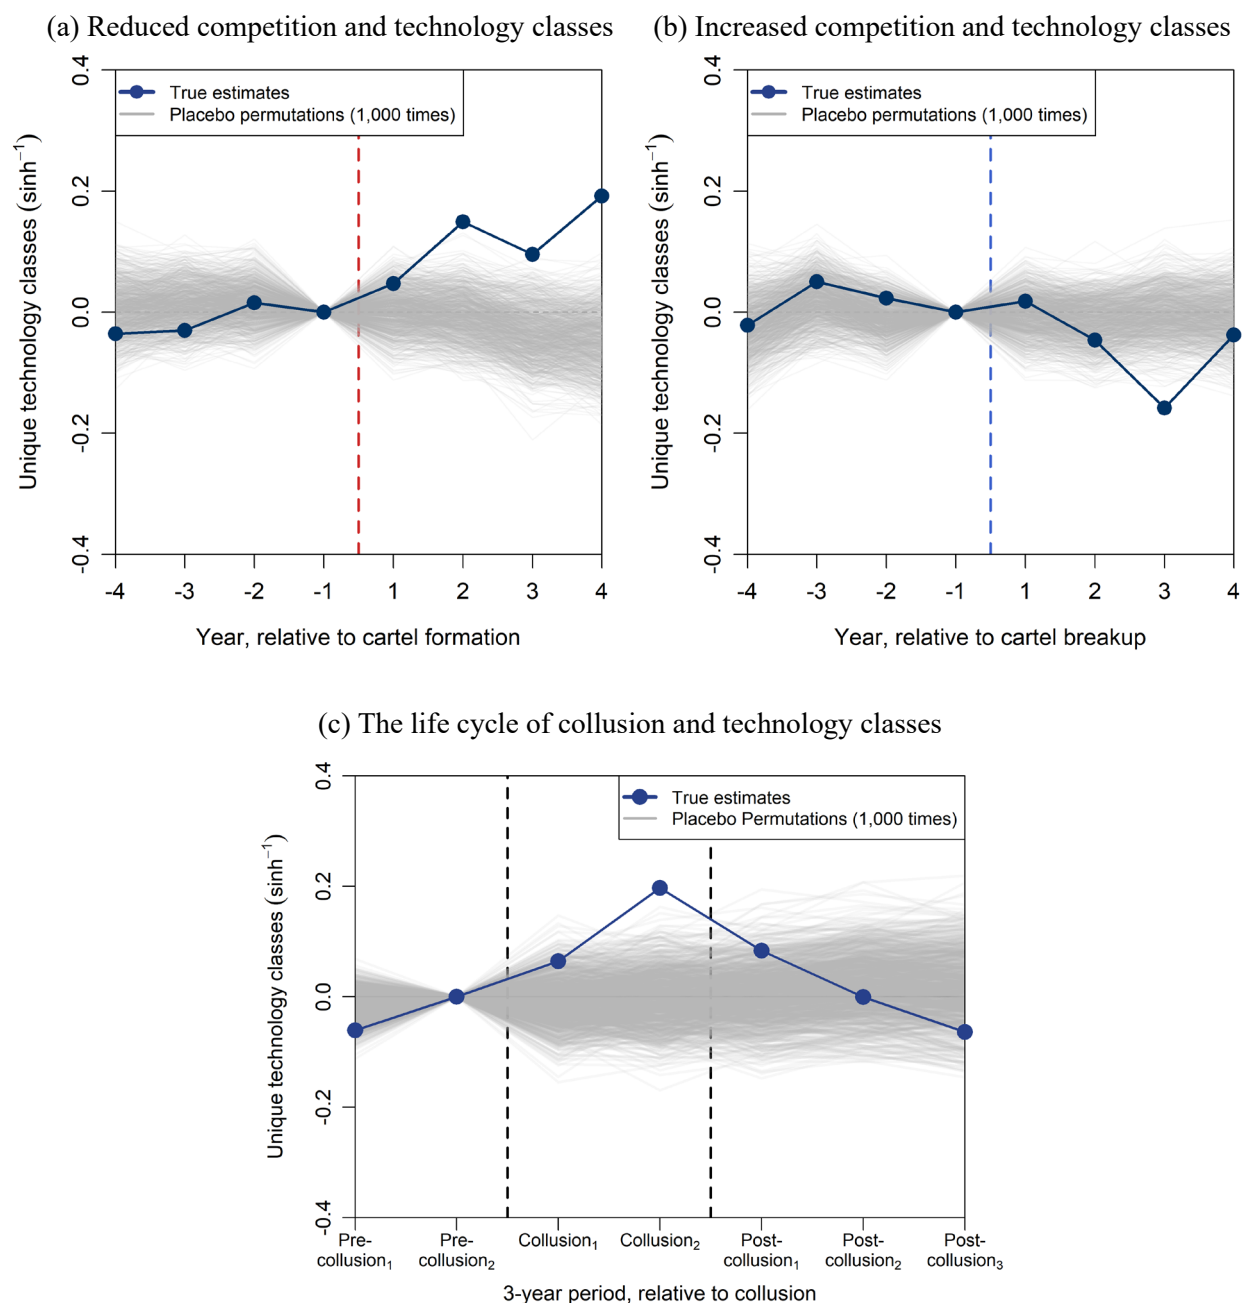 (a) Reduced competition and technology classes
True estimates
Placebo permutations (1,000 times)
Unique technology classes (sinh⁻¹)
0.4
0.2
0.0
-0.2
-0.4
-4 -3 -2 -1 1 2 3 4
Year, relative to cartel formation
(b) Increased competition and technology classes
True estimates
Placebo permutations (1,000 times)
Unique technology classes (sinh⁻¹)
0.4
0.2
0.0
-0.2
-0.4
-4 -3 -2 -1 1 2 3 4
Year, relative to cartel breakup
(c) The life cycle of collusion and technology classes
True estimates
Placebo Permutations (1,000 times)
Unique technology classes (sinh⁻¹)
0.4
0.2
0.0
-0.2
-0.4
Pre-
collusion₁
Pre-
collusion₂
Collusion₁
Collusion₂
Post-
collusion₁
Post-
collusion₂
Post-
collusion₃
3-year period, relative to collusion